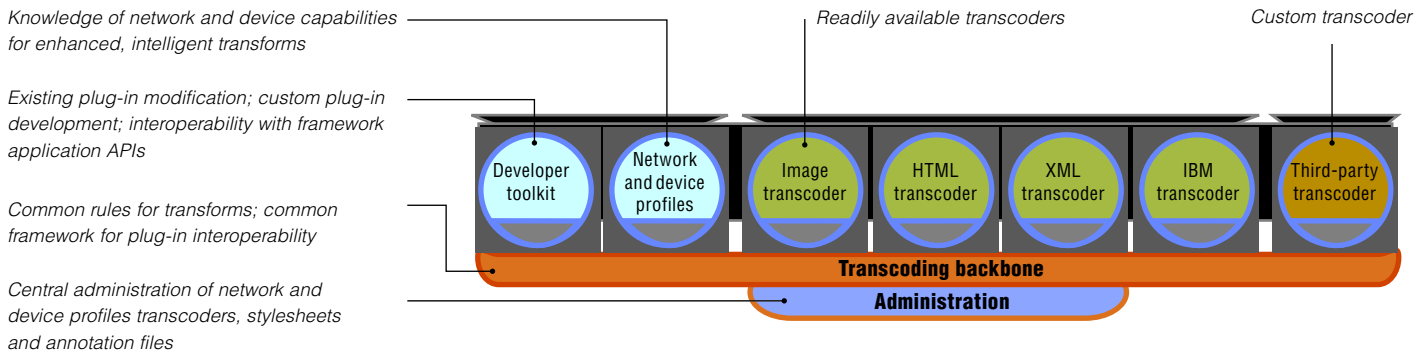 Knowledge of network and device capabilities
for enhanced, intelligent transforms
Readily available transcoders
Custom transcoder
Existing plug-in modification; custom plug-in
development; interoperability with framework
application APIs
Common rules for transforms; common
framework for plug-in interoperability
Central administration of network and
device profiles transcoders, stylesheets
and annotation files
Developer
toolkit
Network
and device
profiles
Image
transcoder
HTML
transcoder
XML
transcoder
IBM
transcoder
Third-party
transcoder
Transcoding backbone
Administration